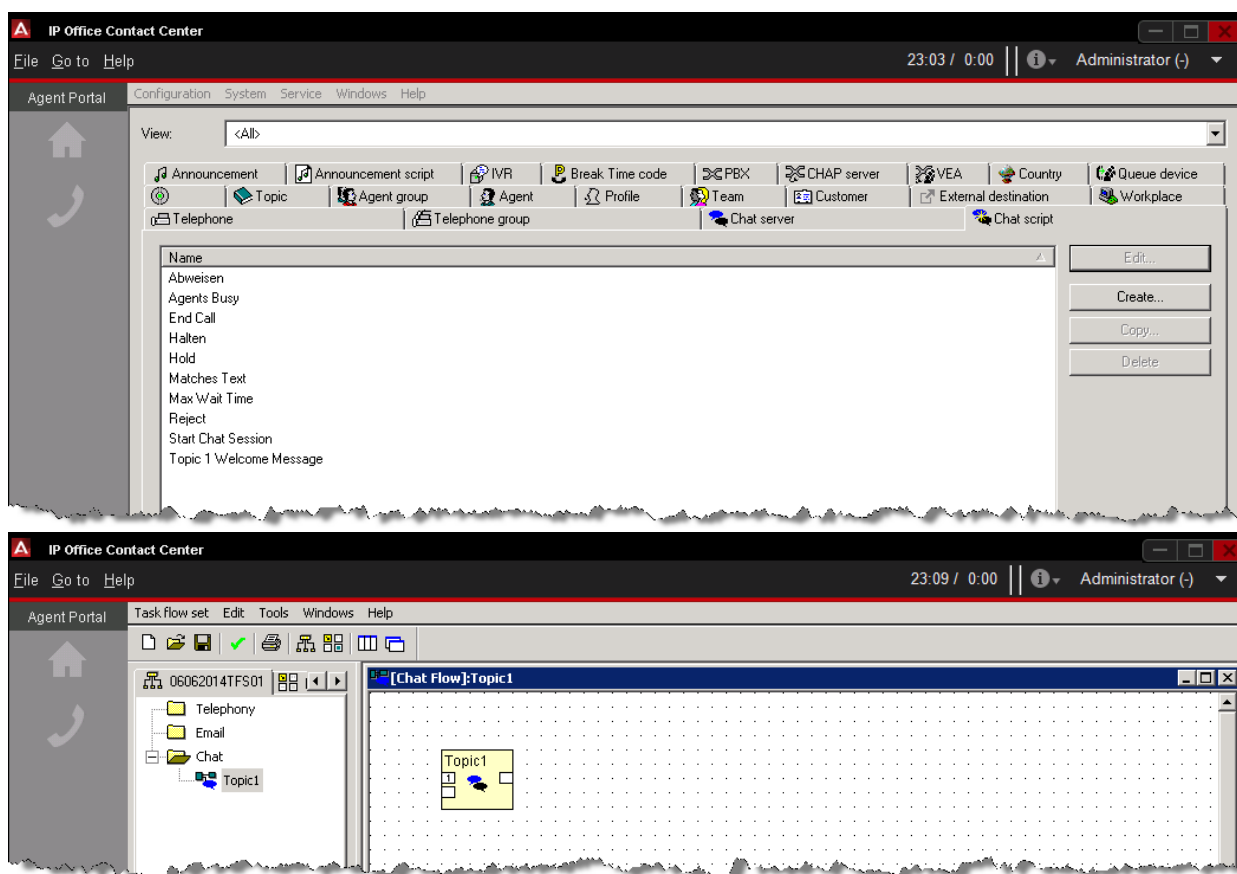 IP Office Contact Center
File Go to Help 23:03 / 0:00 Administrator (-)
Agent Portal Configuration System Service Windows Help
View: <All>
Announcement Announcement script IVR Break Time code PBX CHAP server VEA Country Queue device
Topic Agent group Agent Profile Team Customer External destination Workplace
Telephone Telephone group Chat server Chat script
Name Edit...
Abweisen
Agents Busy Create...
End Call
Halten Copy...
Hold
Matches Text Delete
Max Wait Time
Reject
Start Chat Session
Topic 1 Welcome Message
IP Office Contact Center
File Go to Help 23:09 / 0:00 Administrator (-)
Agent Portal Task flow set Edit Tools Windows Help
06062014TFS01 [Chat Flow]:Topic1
Telephony
Email
Chat Topic1
1
Topic1